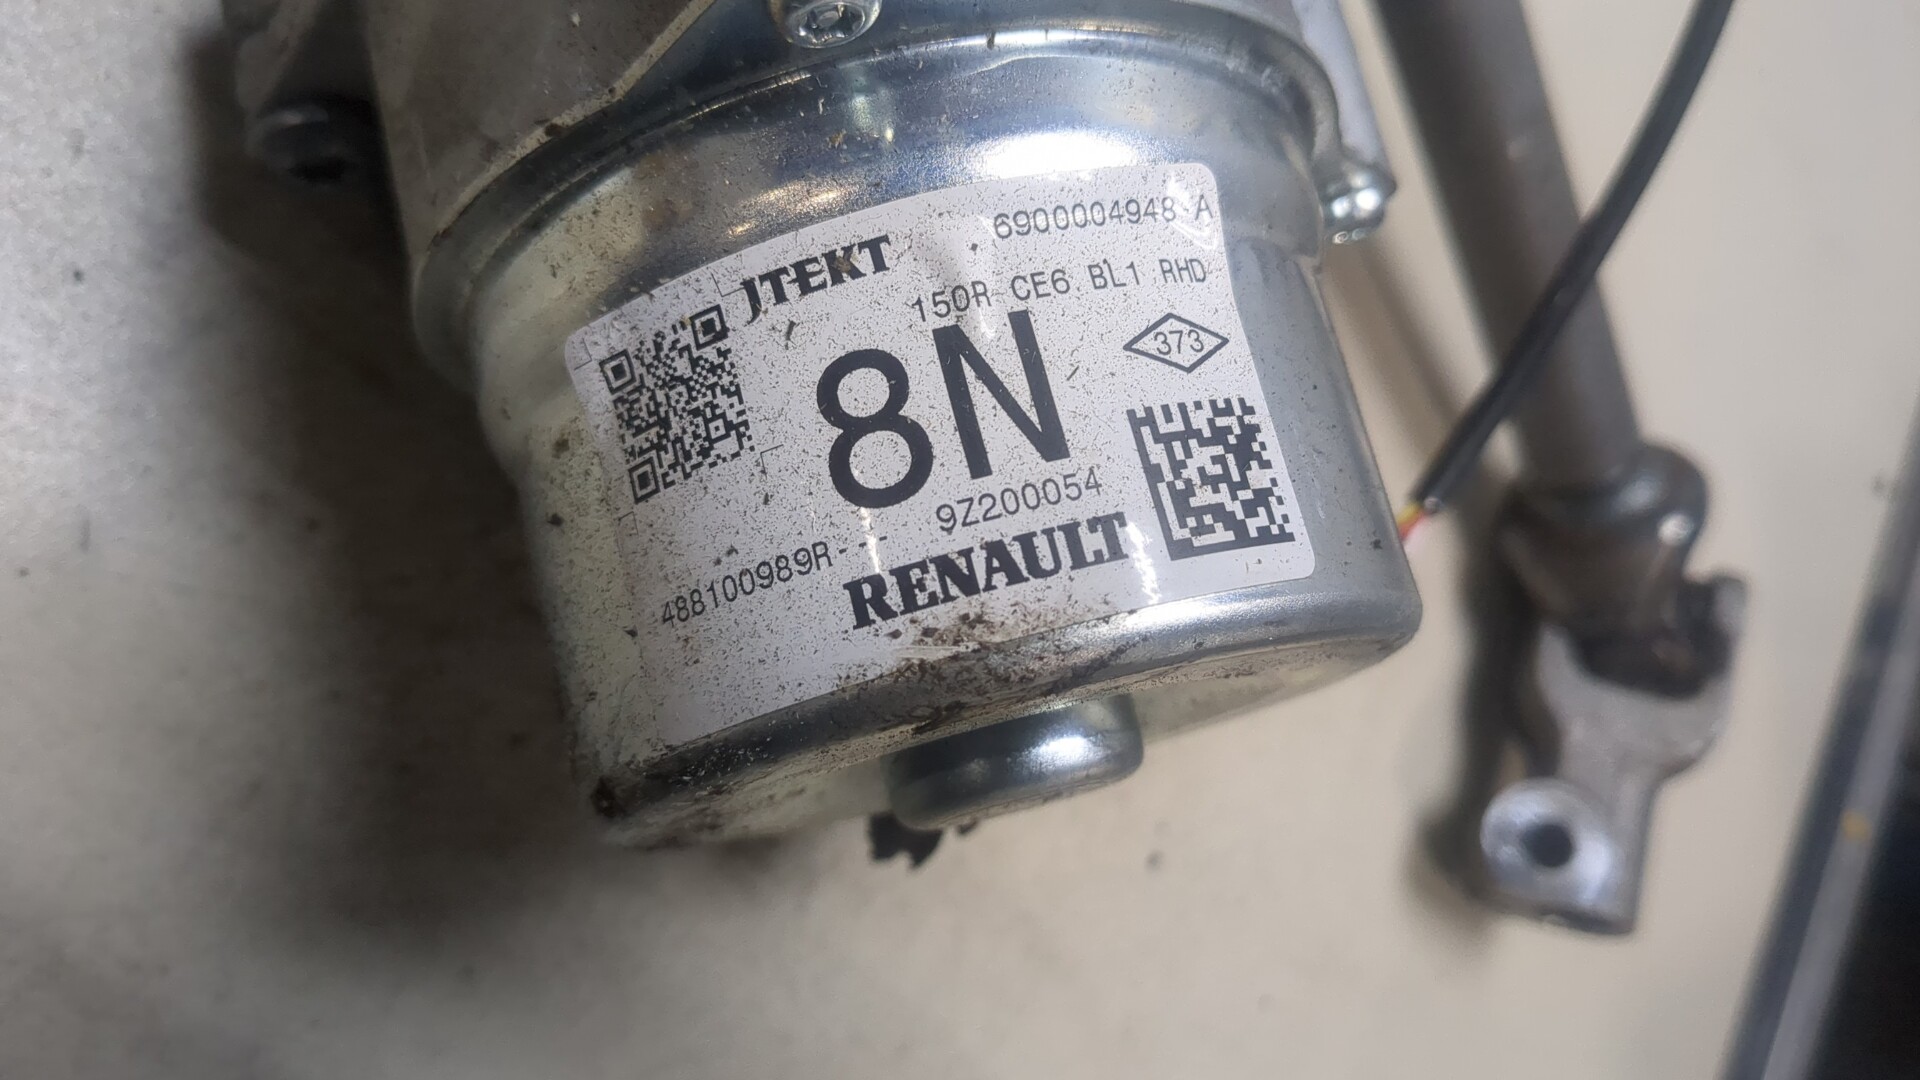 6900004948-A
JTEKT
150R CE6 BL1 RHD
8N
373
9Z200054
488100989R---
RENAULT